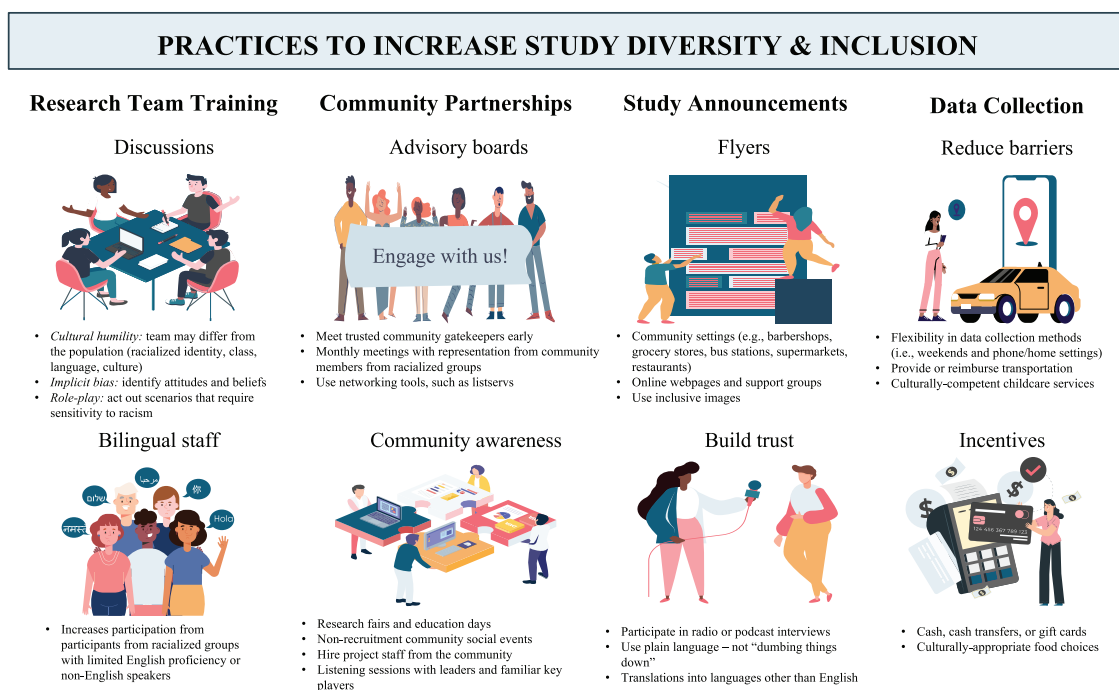 PRACTICES TO INCREASE STUDY DIVERSITY & INCLUSION
Research Team Training
Discussions
• Cultural humility: team may differ from
the population (racialized identity, class,
language, culture)
• Implicit bias: identify attitudes and beliefs
• Role-play: act out scenarios that require
sensitivity to racism
Bilingual staff
שלום
مرحبا
नमस्ते
Hola
• Increases participation from
participants from racialized groups
with limited English proficiency or
non-English speakers
Community Partnerships
Advisory boards
Engage with us!
• Meet trusted community gatekeepers early
• Monthly meetings with representation from community
members from racialized groups
• Use networking tools, such as listservs
Community awareness
• Research fairs and education days
• Non-recruitment community social events
• Hire project staff from the community
• Listening sessions with leaders and familiar key
players
Study Announcements
Flyers
• Community settings (e.g., barbershops,
grocery stores, bus stations, supermarkets,
restaurants)
• Online webpages and support groups
• Use inclusive images
Build trust
• Participate in radio or podcast interviews
• Use plain language – not “dumbing things
down”
• Translations into languages other than English
Data Collection
Reduce barriers
• Flexibility in data collection methods
(i.e., weekends and phone/home settings)
• Provide or reimburse transportation
• Culturally-competent childcare services
Incentives
$
$
• Cash, cash transfers, or gift cards
• Culturally-appropriate food choices